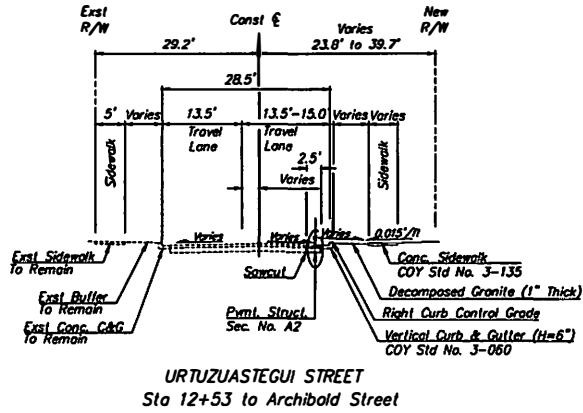 Exst
R/W
Const ℄
New
R/W
Varies
29.2'
23.8' to 39.7'
28.5'
5'
Varies
13.5'
13.5'-15.0'
Varies
Varies
Sidewalk
Travel
Lane
Travel
Lane
2.5'
Varies
Sidewalk
Varies
Varies
Varies
0.015'/ft
Exst Sidewalk
To Remain
Sawcut
Conc. Sidewalk
COY Std No. 3-135
Exst Buffer
To Remain
Decomposed Granite (1" Thick)
Pvmt. Struct.
Sec. No. A2
Right Curb Control Grade
Exst Conc. C&G
To Remain
Vertical Curb & Gutter (H=6")
COY Std No. 3-060
URTUZUASTEGUI STREET
Sta 12+53 to Archibald Street